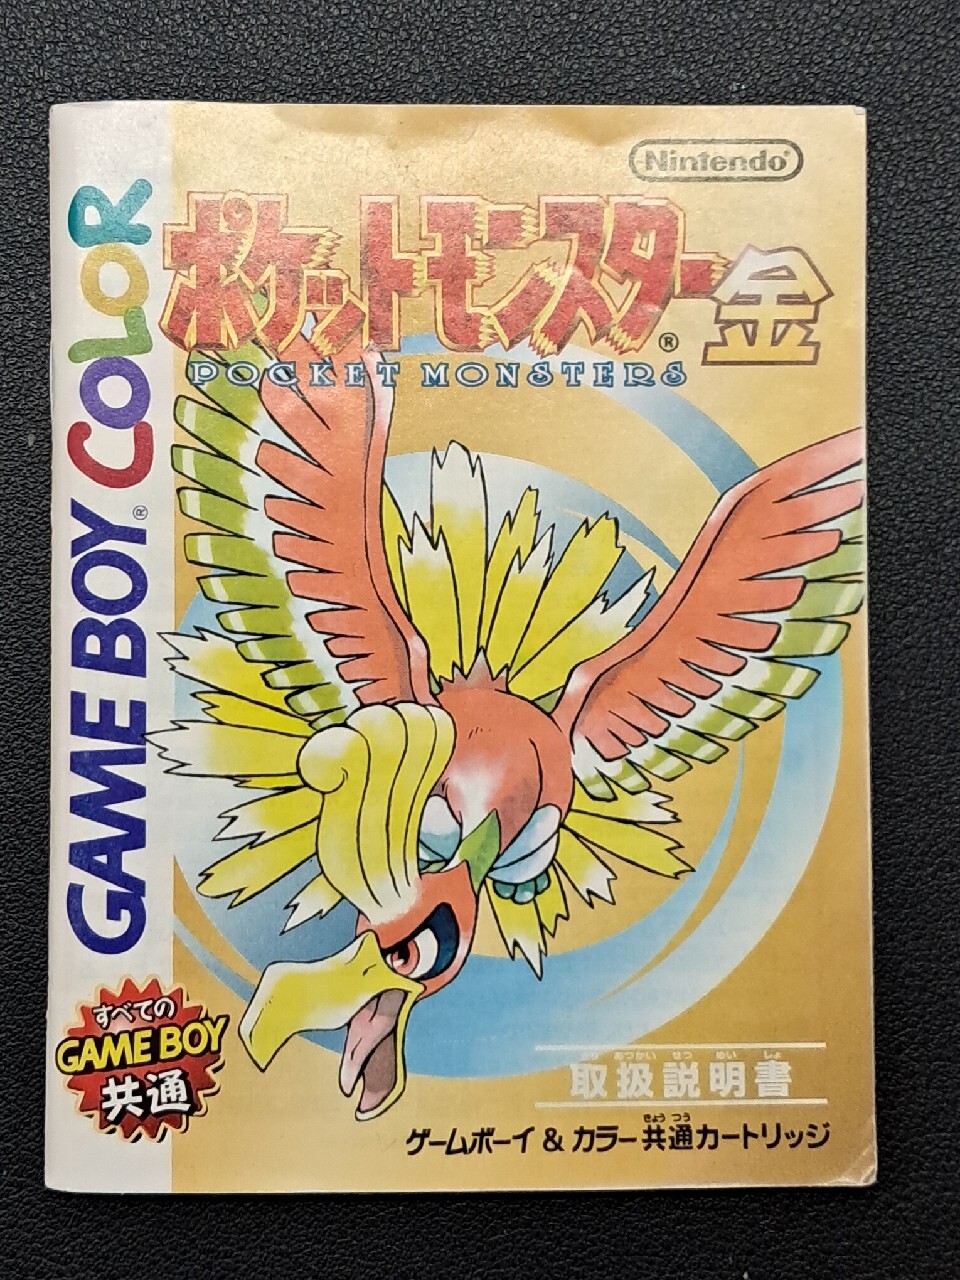 Nintendo®
ポケットモンスター® 金
POCKET MONSTERS
GAME BOY® COLOR
すべての
GAME BOY
共通
とり あつかい せつ めい しょ
取扱説明書
きょう つう
ゲームボーイ & カラー共通カートリッジ